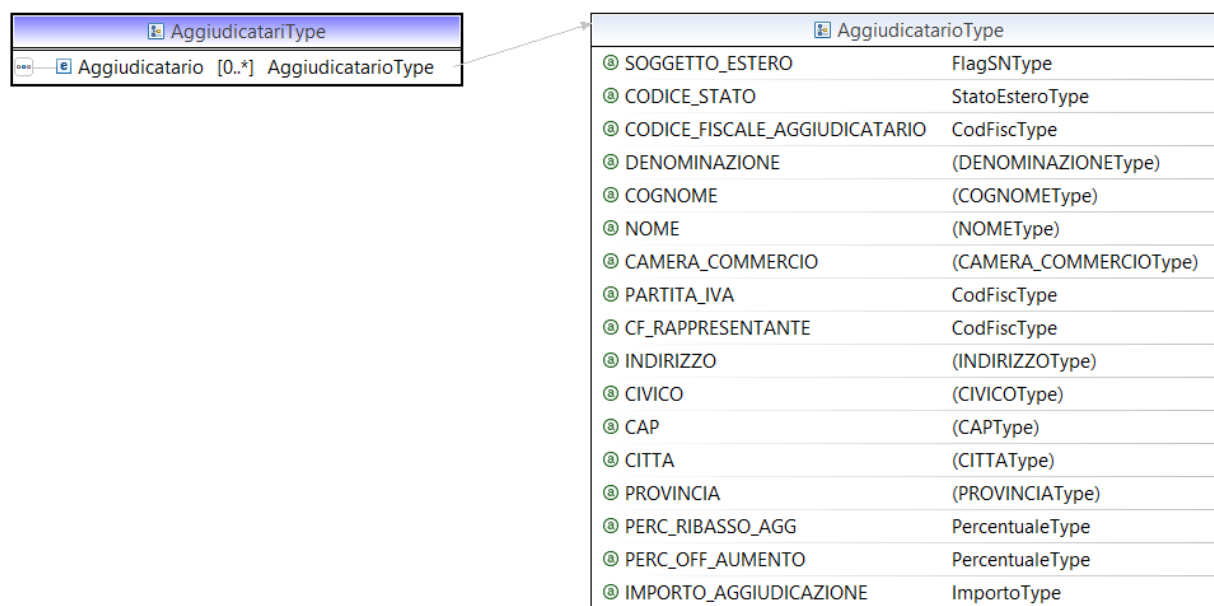 AggiudicatariType
Aggiudicatario [0..*] AggiudicatarioType
AggiudicatarioType
SOGGETTO_ESTERO FlagSNType
CODICE_STATO StatoEsteroType
CODICE_FISCALE_AGGIUDICATARIO CodFiscType
DENOMINAZIONE (DENOMINAZIONEType)
COGNOME (COGNOMEType)
NOME (NOMEType)
CAMERA_COMMERCIO (CAMERA_COMMERCIOType)
PARTITA_IVA CodFiscType
CF_RAPPRESENTANTE CodFiscType
INDIRIZZO (INDIRIZZOType)
CIVICO (CIVICOType)
CAP (CAPType)
CITTA (CITTAType)
PROVINCIA (PROVINCIAType)
PERC_RIBASSO_AGG PercentualeType
PERC_OFF_AUMENTO PercentualeType
IMPORTO_AGGIUDICAZIONE ImportoType